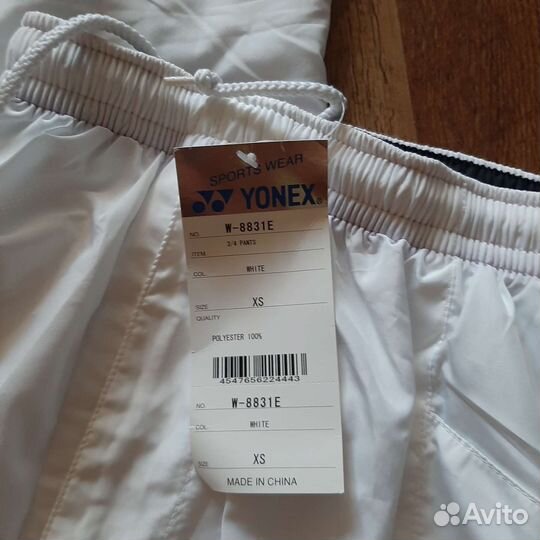 SPORTS WEAR
YONEX®
NO. W-8831E
ITEM 3/4 PANTS
COL. WHITE
SIZE XS
QUALITY
POLYESTER 100%
4547656224443
NO. W-8831E
COL. WHITE
SIZE XS
MADE IN CHINA
Avito